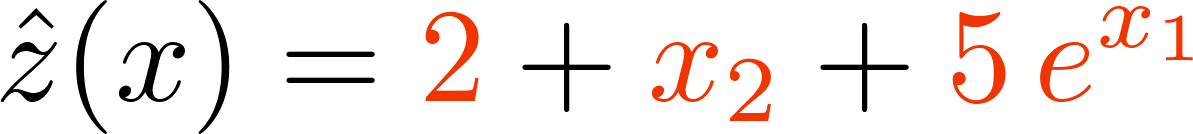 ẑ(x) = 2 + x₂ + 5 e^{x₁}